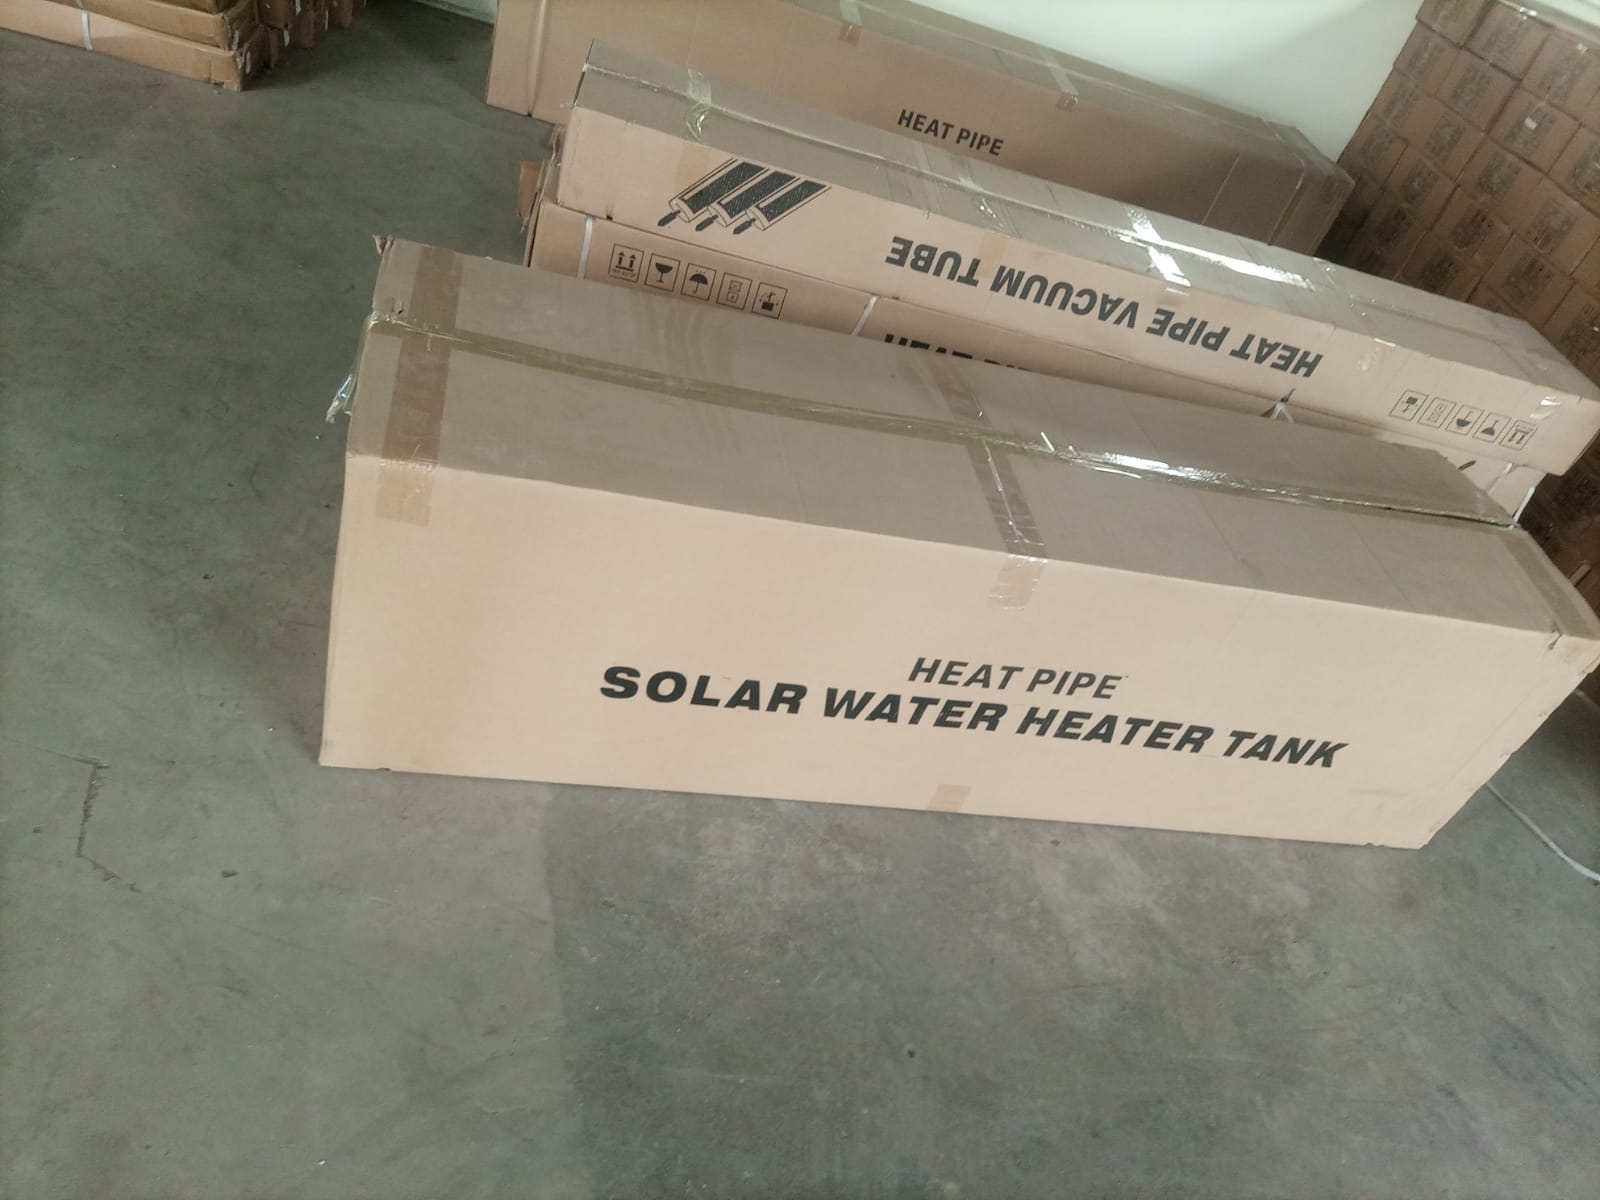 HEAT PIPE
HEAT PIPE VACUUM TUBE
HEAT PIPE
SOLAR WATER HEATER TANK